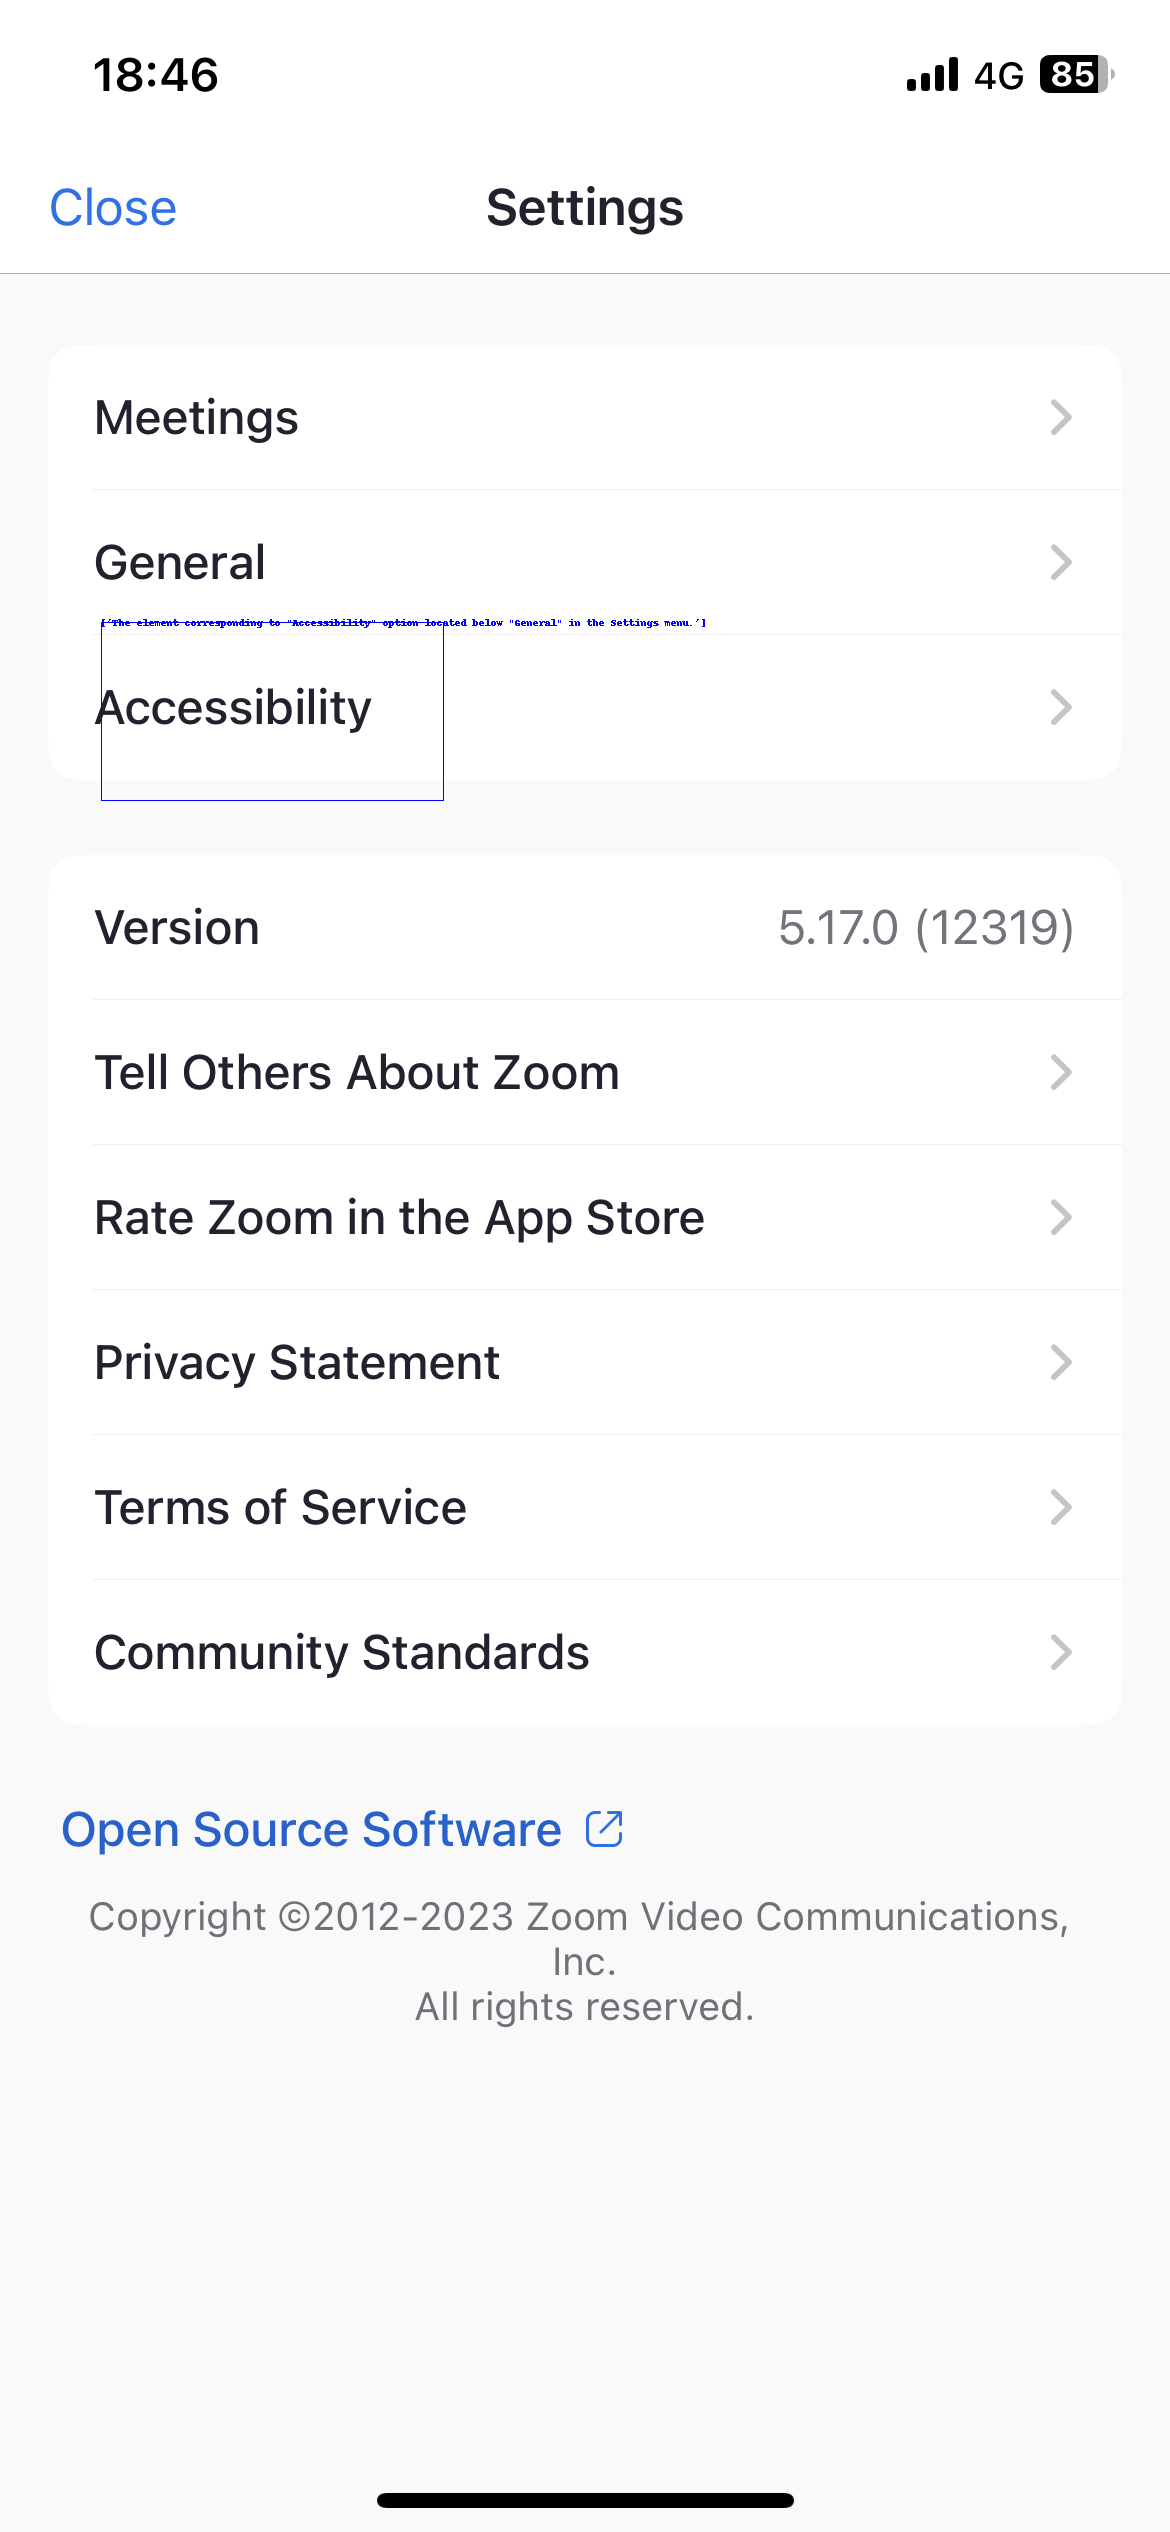 18:46 4G 85
Close Settings
Meetings
General
['The element corresponding to "Accessibility" option located below "General" in the Settings menu.']
Accessibility
Version 5.17.0 (12319)
Tell Others About Zoom
Rate Zoom in the App Store
Privacy Statement
Terms of Service
Community Standards
Open Source Software
Copyright ©2012-2023 Zoom Video Communications,
Inc.
All rights reserved.